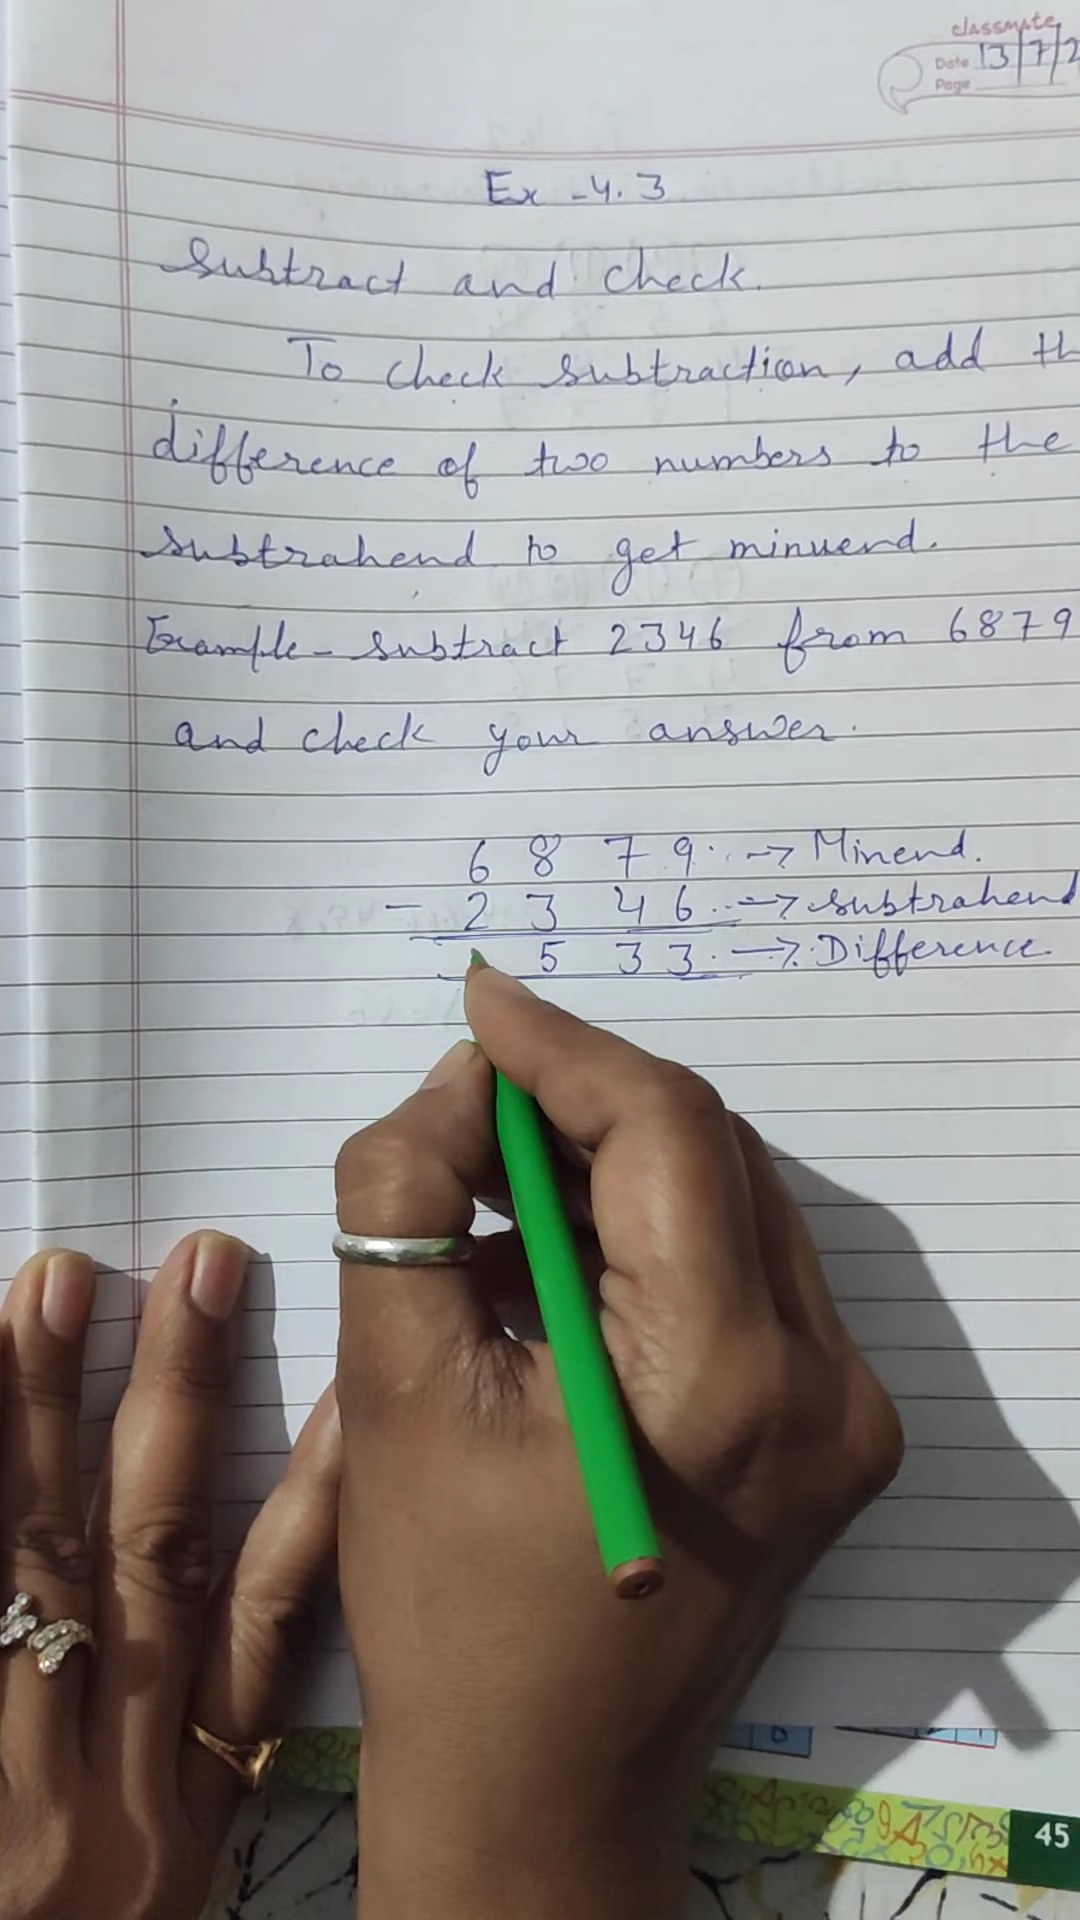 classmate
Date 13/7/2
Page
Ex - 4.3
Subtract and check.
To check subtraction, add th
difference of two numbers to the
subtrahend to get minuend.
Example - subtract 2346 from 6879
and check your answer.
6 8 7 9 → Minend.
- 2 3 4 6 → subtrahend
5 3 3 → Difference.
45